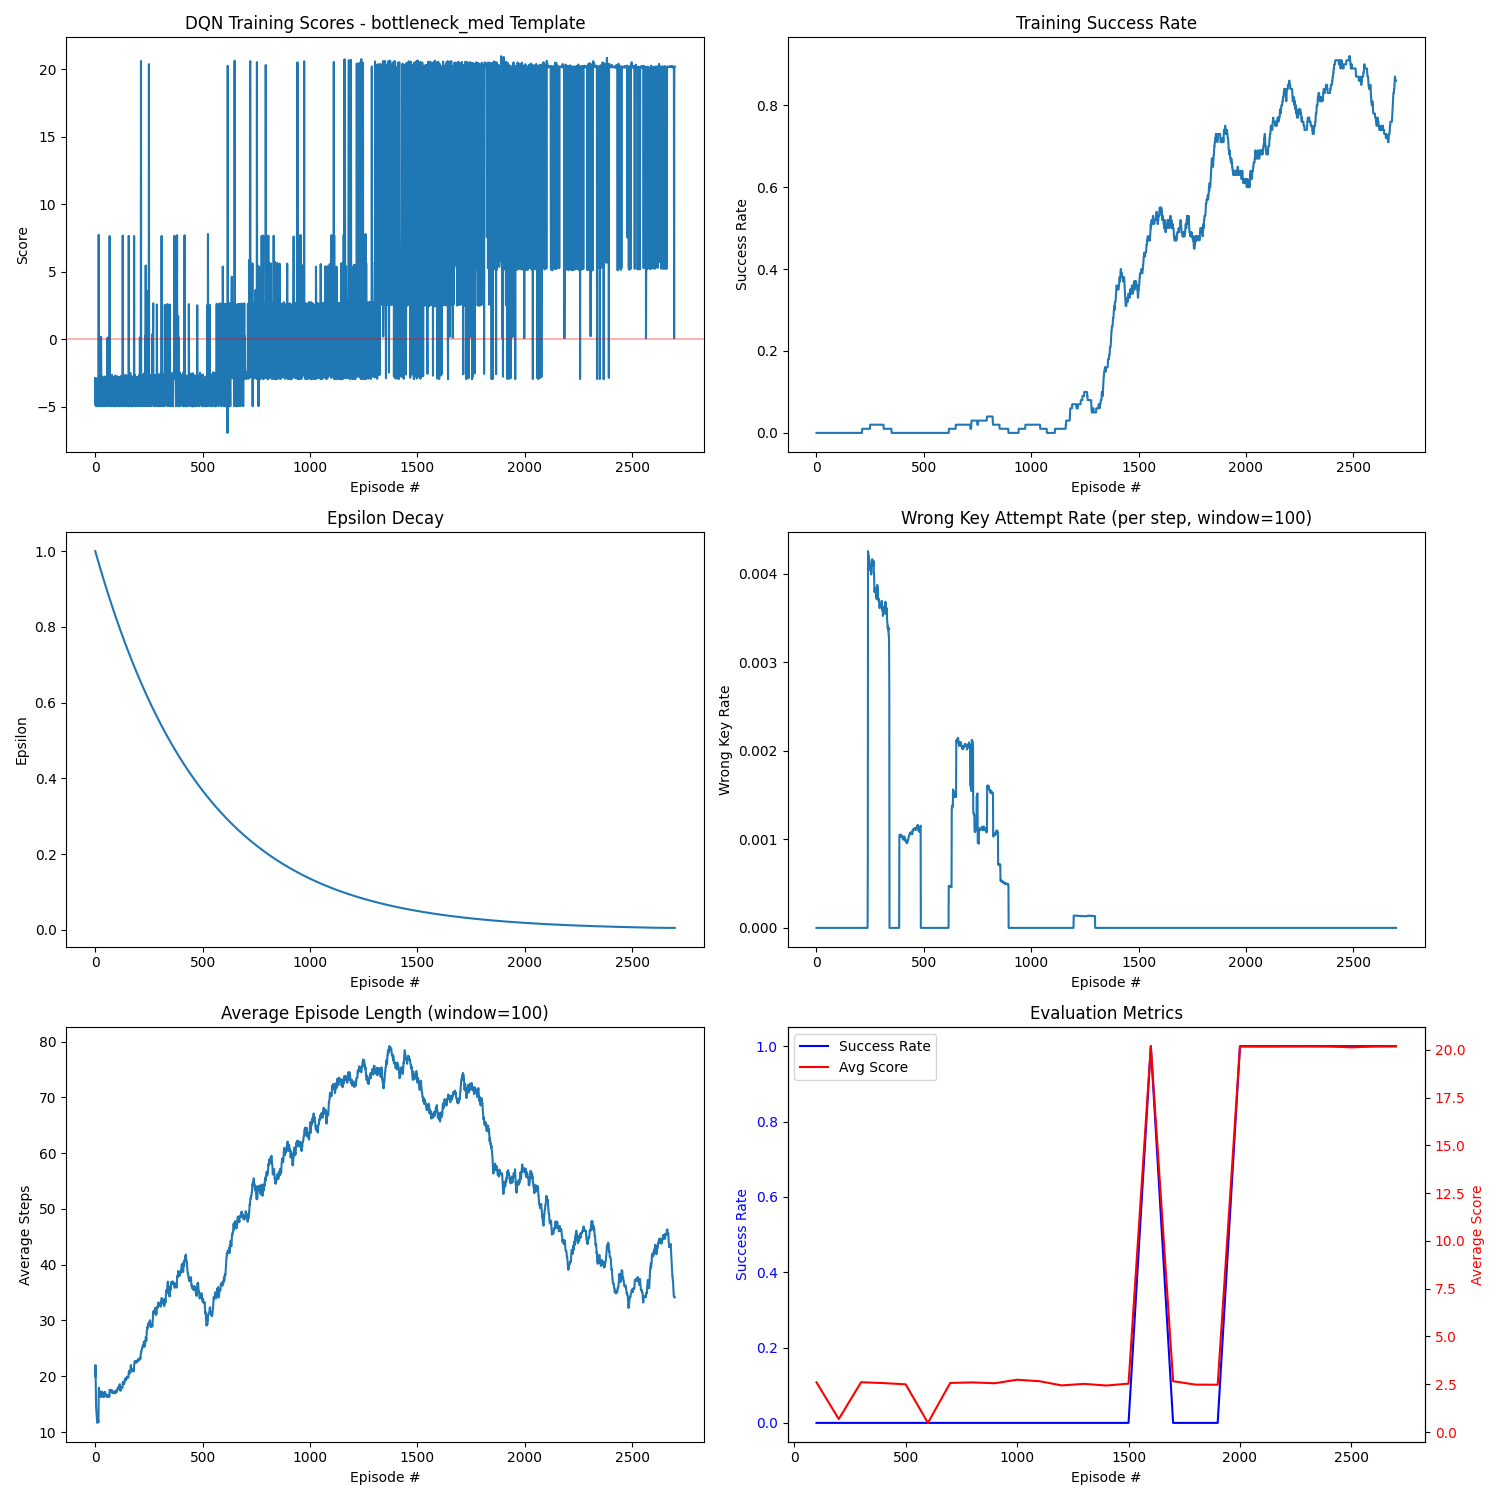 DQN Training Scores - bottleneck_med Template
20
15
10
5
0
−5
Score
0 500 1000 1500 2000 2500
Episode #
Training Success Rate
0.8
0.6
0.4
0.2
0.0
Success Rate
0 500 1000 1500 2000 2500
Episode #
Epsilon Decay
1.0
0.8
0.6
0.4
0.2
0.0
Epsilon
0 500 1000 1500 2000 2500
Episode #
Wrong Key Attempt Rate (per step, window=100)
0.004
0.003
0.002
0.001
0.000
Wrong Key Rate
0 500 1000 1500 2000 2500
Episode #
Average Episode Length (window=100)
80
70
60
50
40
30
20
10
Average Steps
0 500 1000 1500 2000 2500
Episode #
Evaluation Metrics
Success Rate
Avg Score
1.0
0.8
0.6
0.4
0.2
0.0
Success Rate
20.0
17.5
15.0
12.5
10.0
7.5
5.0
2.5
0.0
Average Score
0 500 1000 1500 2000 2500
Episode #